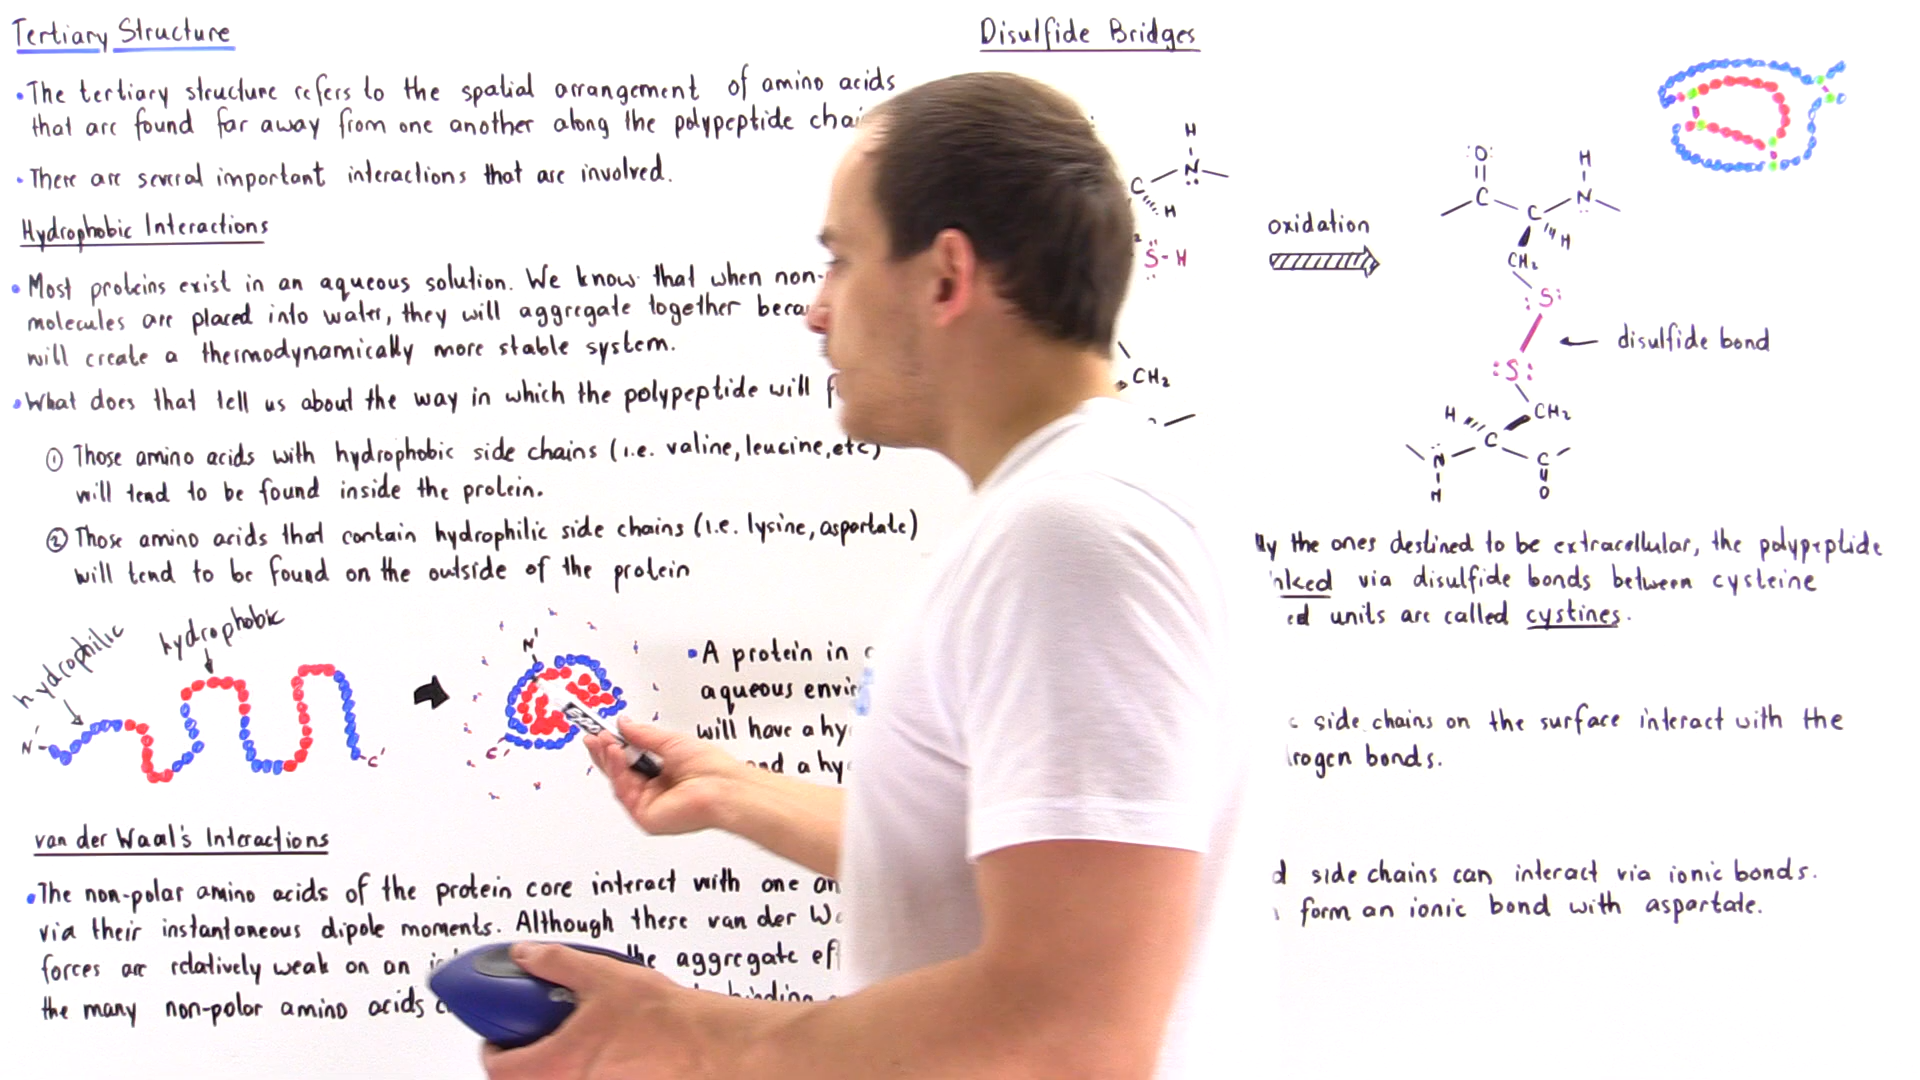 Tertiary Structure
• The tertiary structure refers to the spatial arrangement of amino acids
that are found far away from one another along the polypeptide
• There are several important interactions that are involved.
Hydrophobic Interactions
• Most proteins exist in an aqueous solution. We know that when non-
molecules are placed into water, they will aggregate together
will create a thermodynamically more stable system.
• What does that tell us about the way in which the polypeptide will
① Those amino acids with hydrophobic side chains (i.e. valine, leucine, etc)
will tend to be found inside the protein.
② Those amino acids that contain hydrophilic side chains (i.e. lysine, aspartate)
will tend to be found on the outside of the protein
hydrophilic
hydrophobic
N'
C'
N'
C'
• A protein in
aqueous
will have a
and a
van der Waal's Interactions
• The non-polar amino acids of the protein core interact with one
via their instantaneous dipole moments. Although these van der
forces are relatively weak on an the aggregate
the many non-polar amino acids binding
Disulfide Bridges
H
N
C
H
S-H
CH₂
oxidation
:O:
C
H
N
C
H
CH₂
:S:
:S:
disulfide bond
CH₂
H
C
N
H
C
O
the ones destined to be extracellular, the polypeptide
via disulfide bonds between cysteine
units are called cystines.
side chains on the surface interact with the
bonds.
side chains can interact via ionic bonds.
form an ionic bond with aspartate.